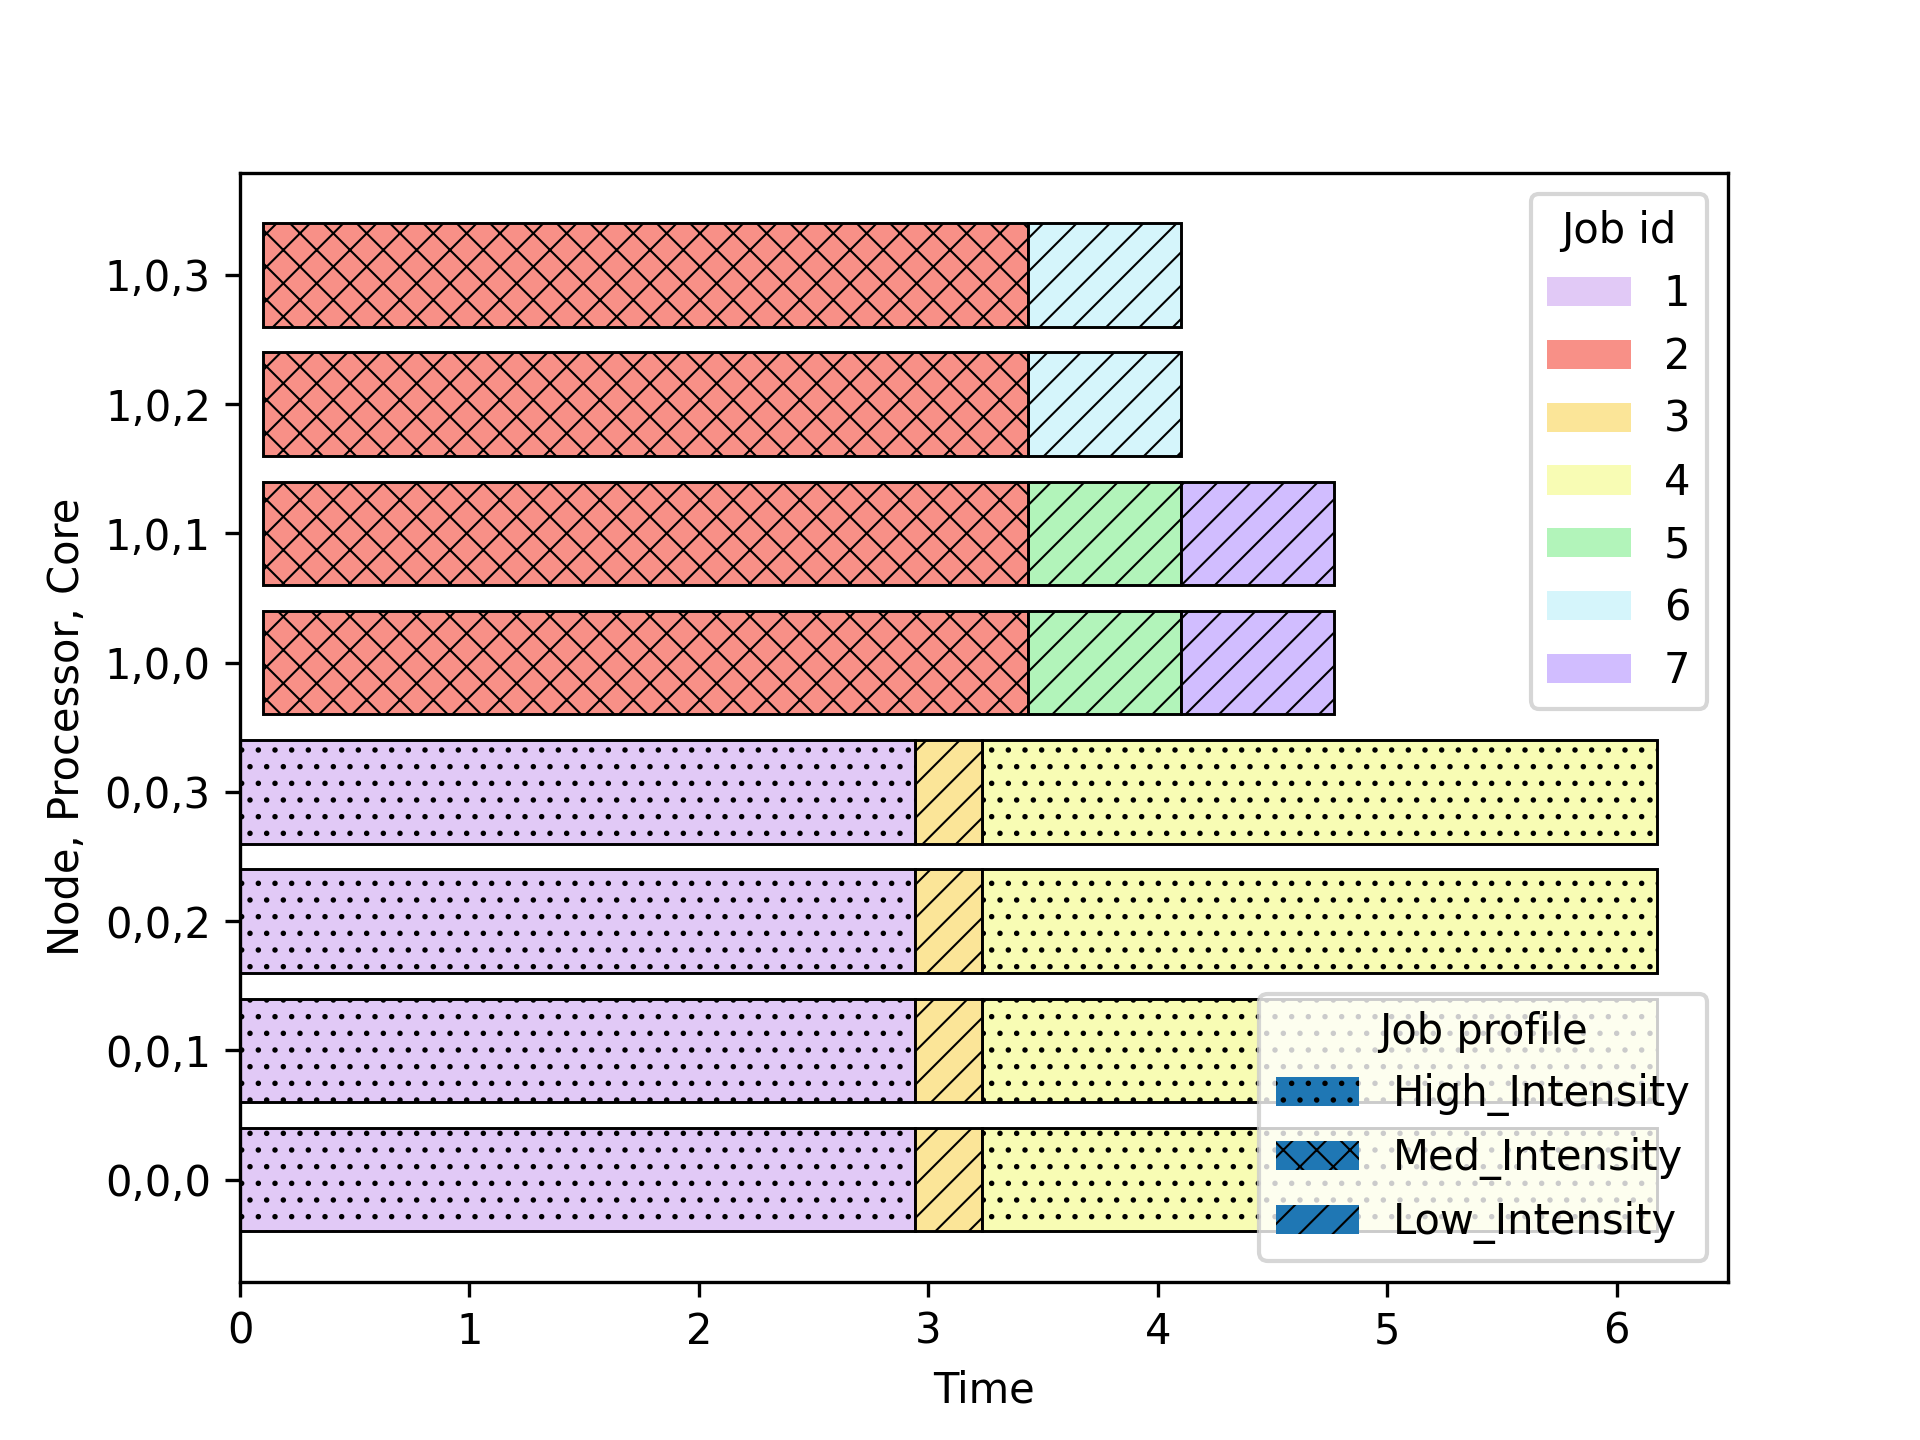 Node, Processor, Core
1,0,3
1,0,2
1,0,1
1,0,0
0,0,3
0,0,2
0,0,1
0,0,0
Job id
1
2
3
4
5
6
7
Job profile
High_Intensity
Med_Intensity
Low_Intensity
0 1 2 3 4 5 6
Time